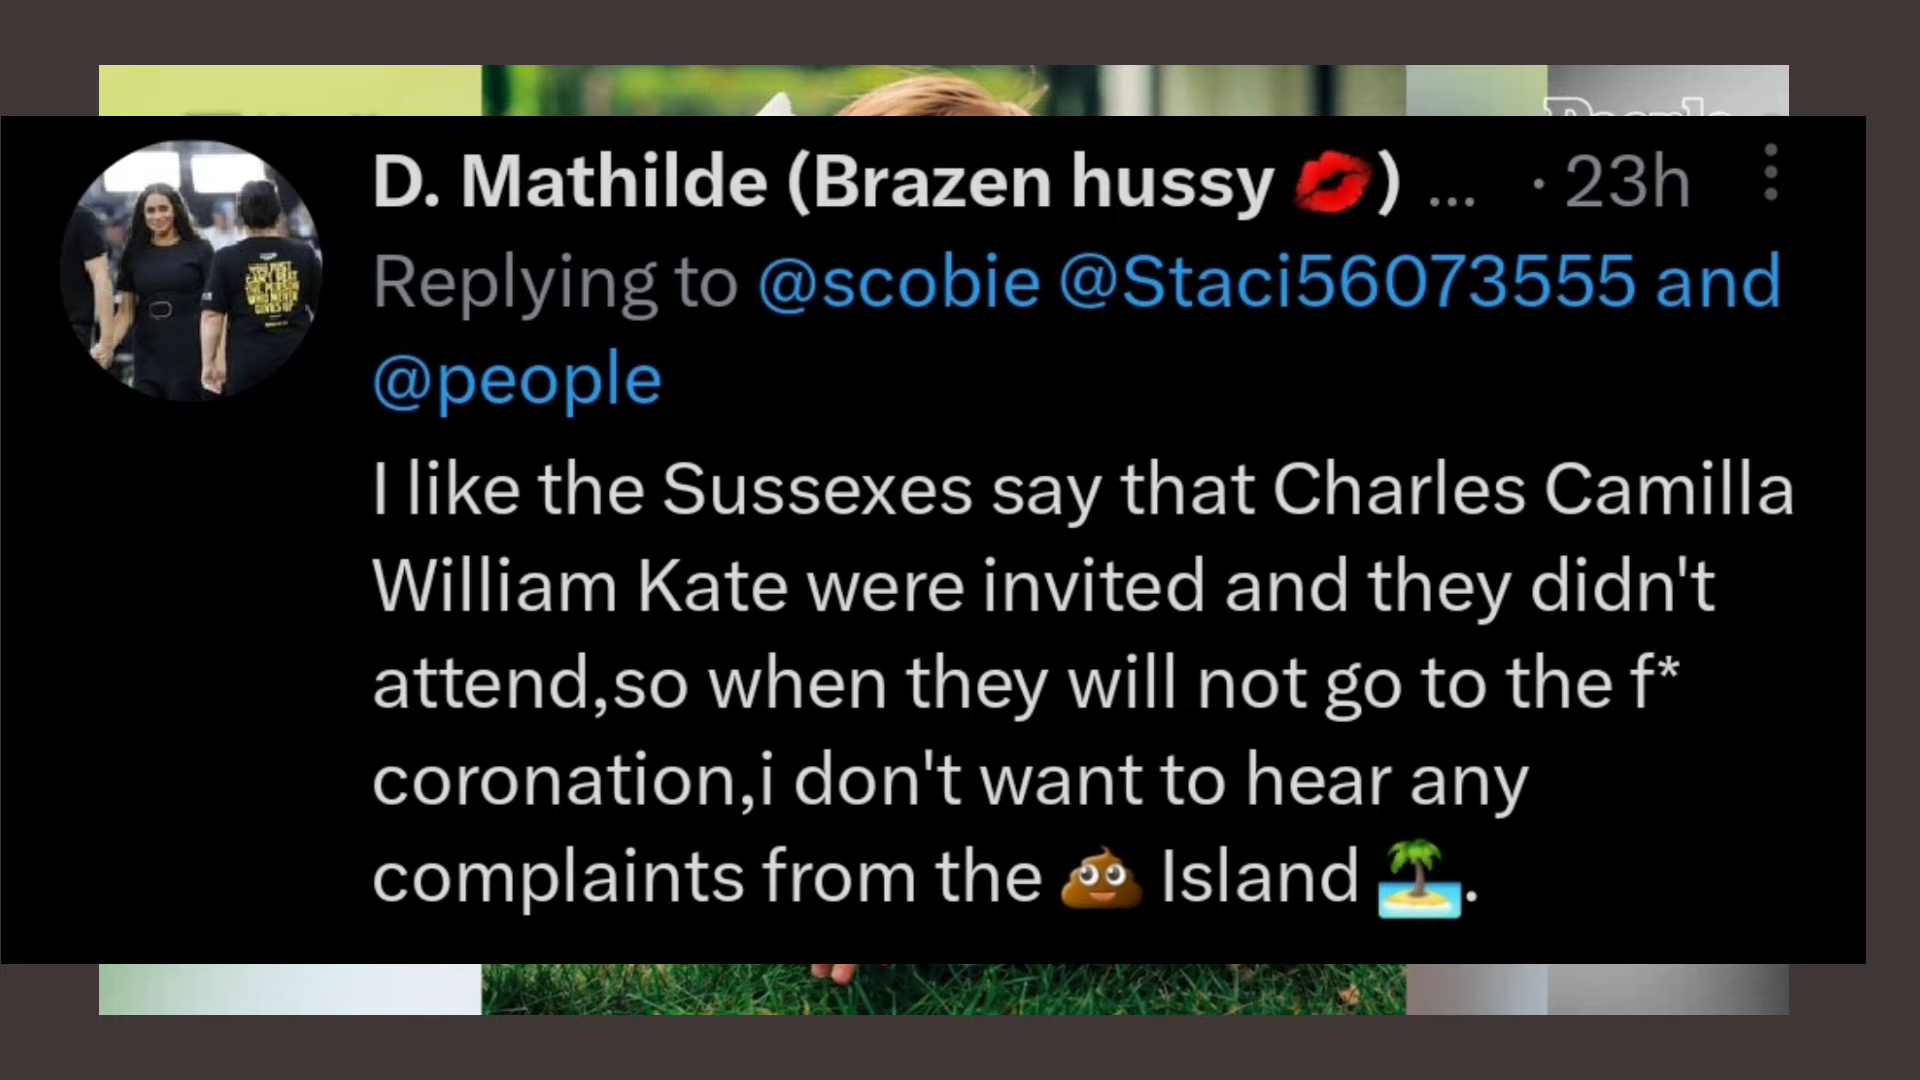 D. Mathilde (Brazen hussy 💋) ... · 23h
Replying to @scobie @Staci56073555 and
@people
I like the Sussexes say that Charles Camilla
William Kate were invited and they didn't
attend,so when they will not go to the f*
coronation,i don't want to hear any
complaints from the 💩 Island 🏝️.